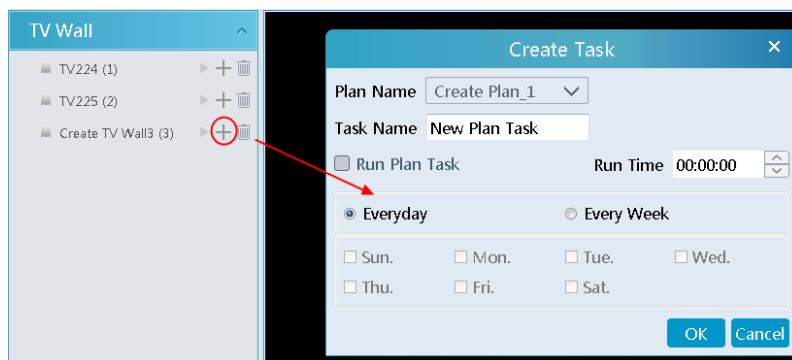 TV Wall
TV224 (1)
TV225 (2)
Create TV Wall3 (3)
Create Task
Plan Name Create Plan_1
Task Name New Plan Task
Run Plan Task Run Time 00:00:00
Everyday Every Week
Sun. Mon. Tue. Wed.
Thu. Fri. Sat.
OK Cancel